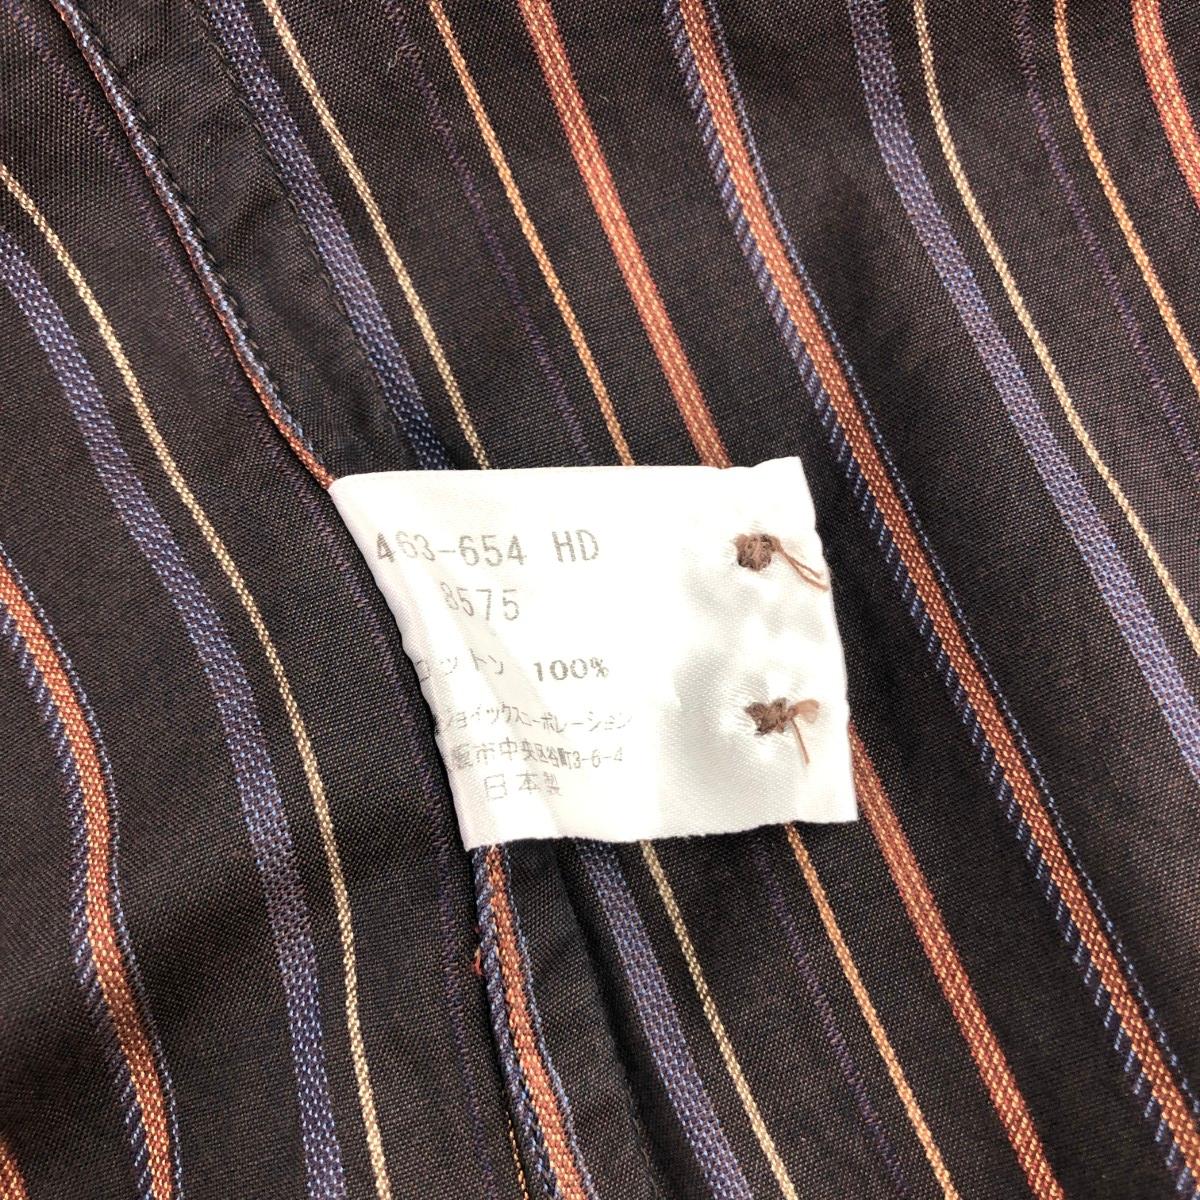 463-654 HD
8575
コットン 100%
ジョイックスコーポレーション
阪市中央区谷町3-6-4
日本製